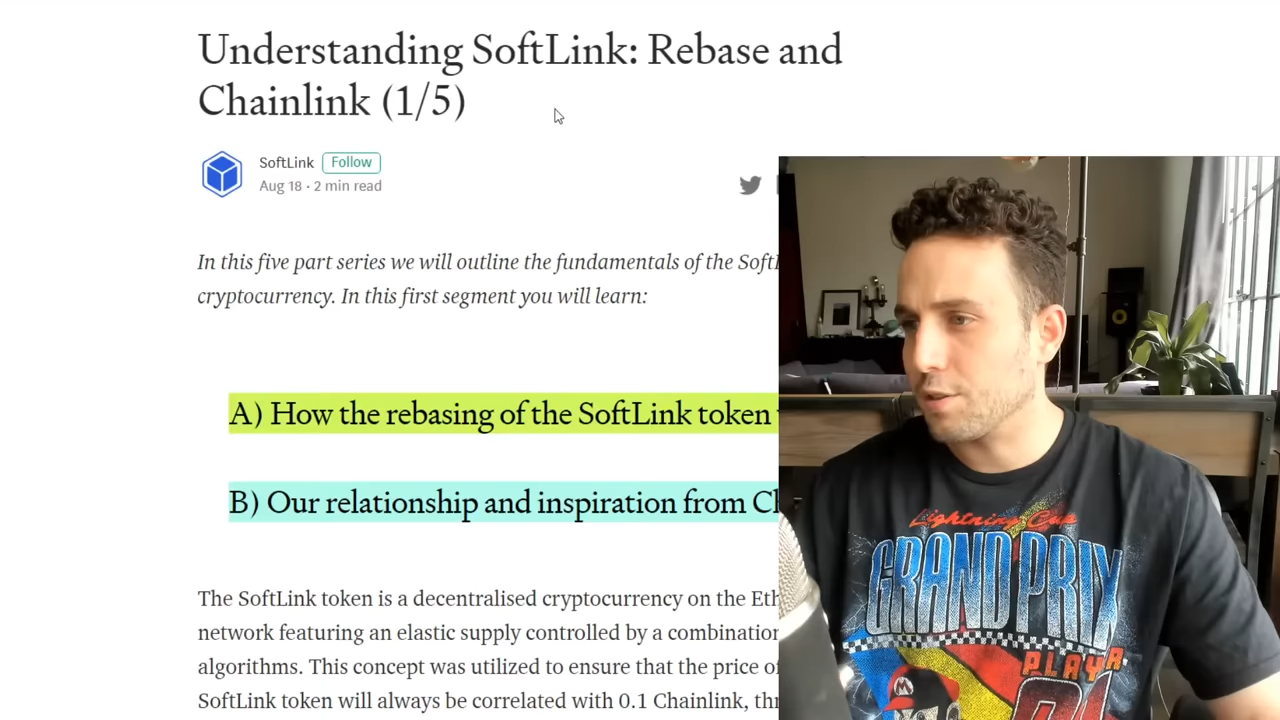 Understanding SoftLink: Rebase and
Chainlink (1/5)
SoftLink Follow
Aug 18 · 2 min read
In this five part series we will outline the fundamentals of the
cryptocurrency. In this first segment you will learn:
A) How the rebasing of the SoftLink token
B) Our relationship and inspiration from
The SoftLink token is a decentralised cryptocurrency on the
network featuring an elastic supply controlled by a combination
algorithms. This concept was utilized to ensure that the price
SoftLink token will always be correlated with 0.1 Chainlink,
Lightning Cup
GRAND PRIX
PLAYA